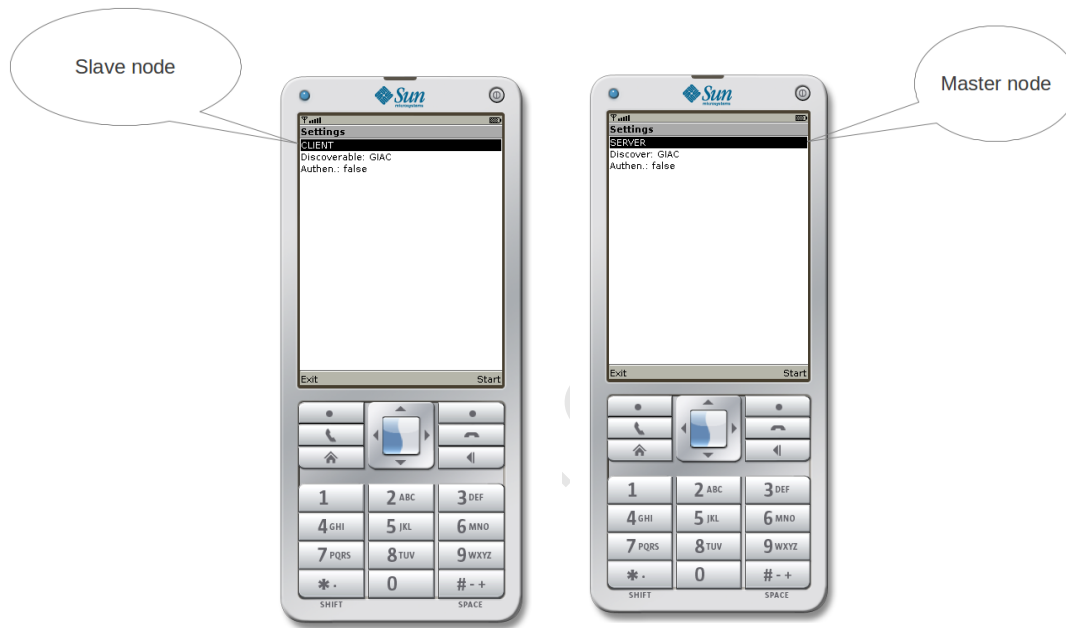 Slave node
Sun
microsystems
Settings
CLIENT
Discoverable: GIAC
Authen.: false
Exit Start
1 2 ABC 3 DEF
4 GHI 5 JKL 6 MNO
7 PQRS 8 TUV 9 WXYZ
* . 0 # - +
SHIFT SPACE
Master node
Sun
microsystems
Settings
SERVER
Discover: GIAC
Authen.: false
Exit Start
1 2 ABC 3 DEF
4 GHI 5 JKL 6 MNO
7 PQRS 8 TUV 9 WXYZ
* . 0 # - +
SHIFT SPACE